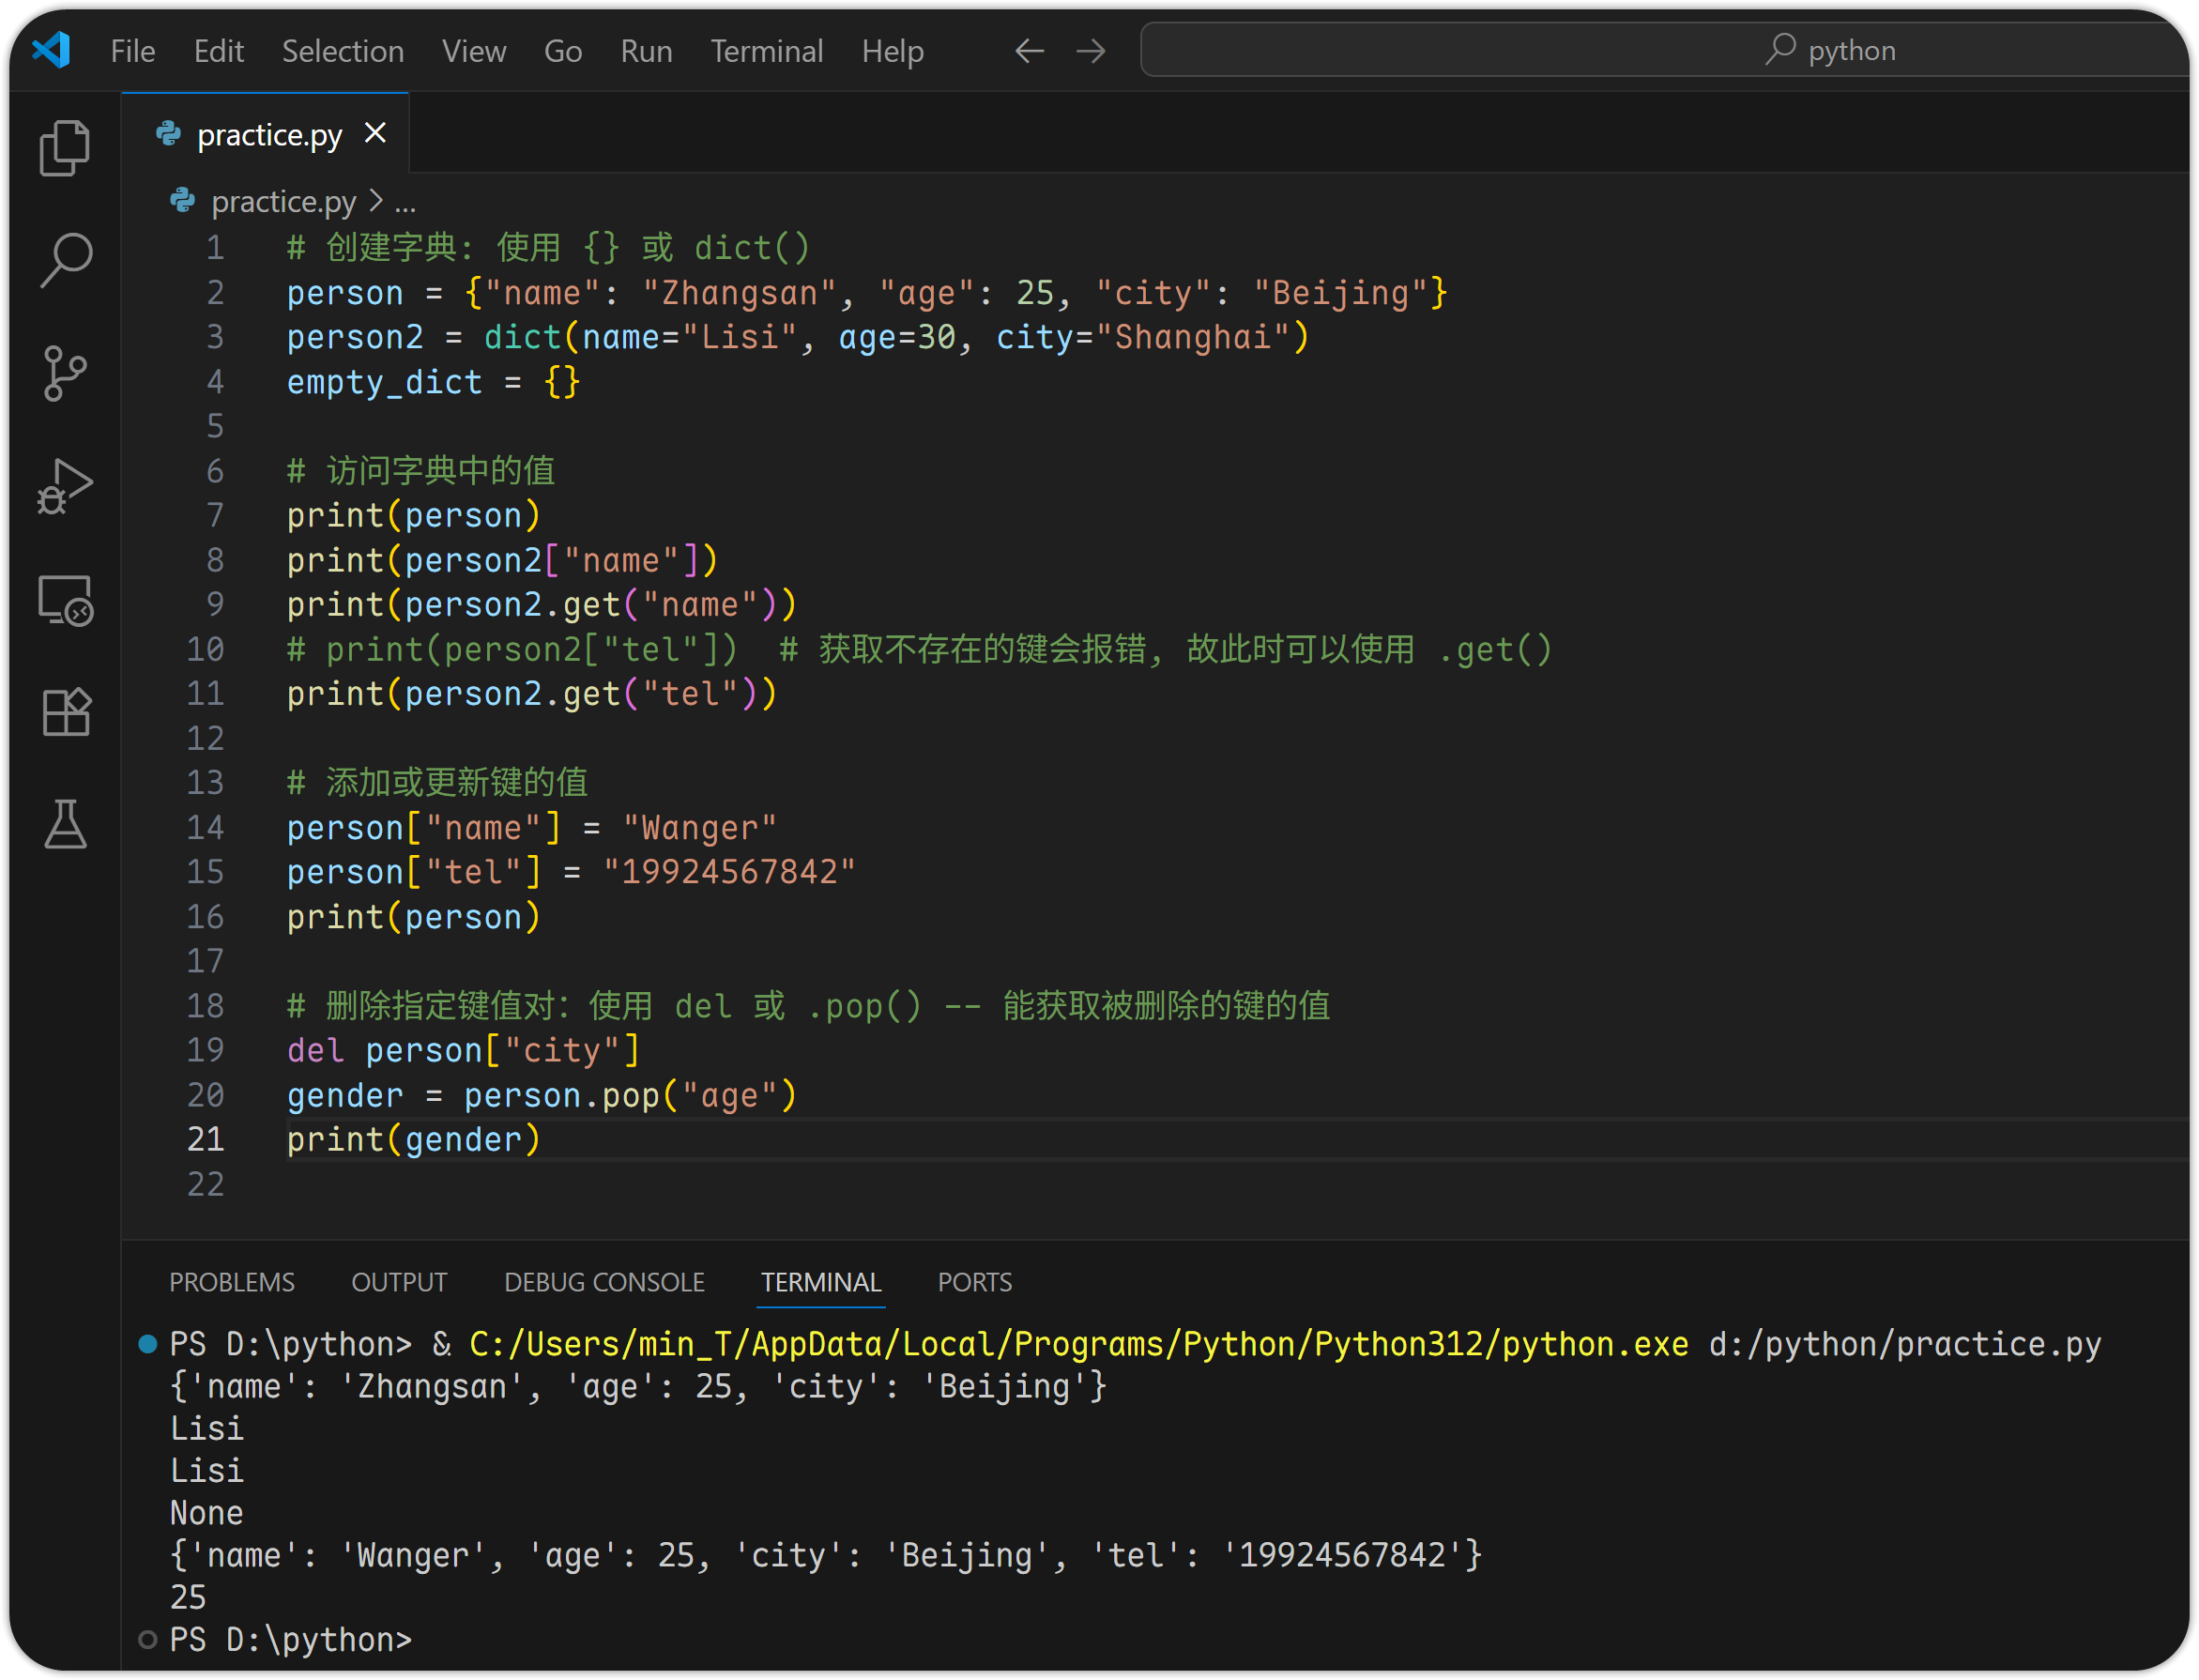 File Edit Selection View Go Run Terminal Help python
practice.py
practice.py > ...
1 # 创建字典: 使用 {} 或 dict()
2 person = {"name": "Zhangsan", "age": 25, "city": "Beijing"}
3 person2 = dict(name="Lisi", age=30, city="Shanghai")
4 empty_dict = {}
5
6 # 访问字典中的值
7 print(person)
8 print(person2["name"])
9 print(person2.get("name"))
10 # print(person2["tel"])  # 获取不存在的键会报错, 故此时可以使用 .get()
11 print(person2.get("tel"))
12
13 # 添加或更新键的值
14 person["name"] = "Wanger"
15 person["tel"] = "19924567842"
16 print(person)
17
18 # 删除指定键值对: 使用 del 或 .pop() -- 能获取被删除的键的值
19 del person["city"]
20 gender = person.pop("age")
21 print(gender)
22
PROBLEMS OUTPUT DEBUG CONSOLE TERMINAL PORTS
PS D:\python> & C:/Users/min_T/AppData/Local/Programs/Python/Python312/python.exe d:/python/practice.py
{'name': 'Zhangsan', 'age': 25, 'city': 'Beijing'}
Lisi
Lisi
None
{'name': 'Wanger', 'age': 25, 'city': 'Beijing', 'tel': '19924567842'}
25
PS D:\python>